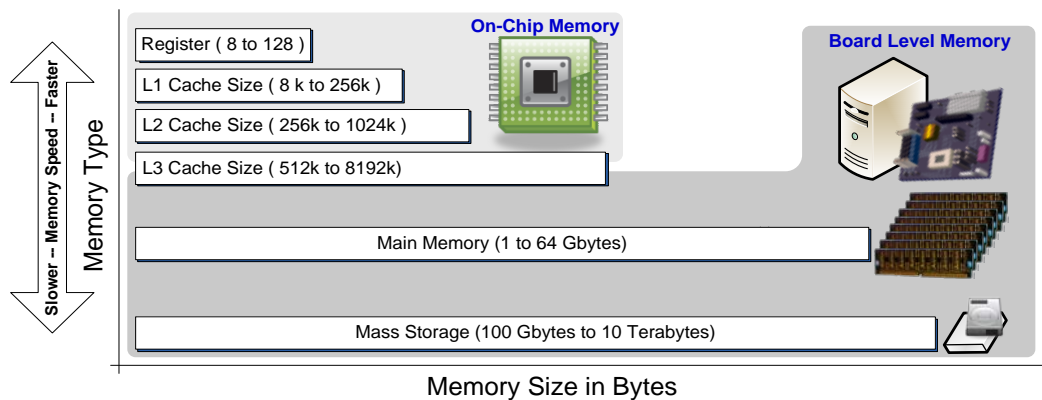 On-Chip Memory
Board Level Memory
Register ( 8 to 128 )
L1 Cache Size ( 8 k to 256k )
L2 Cache Size ( 256k to 1024k )
L3 Cache Size ( 512k to 8192k)
Main Memory (1 to 64 Gbytes)
Mass Storage (100 Gbytes to 10 Terabytes)
Slower -- Memory Speed -- Faster
Memory Type
Memory Size in Bytes